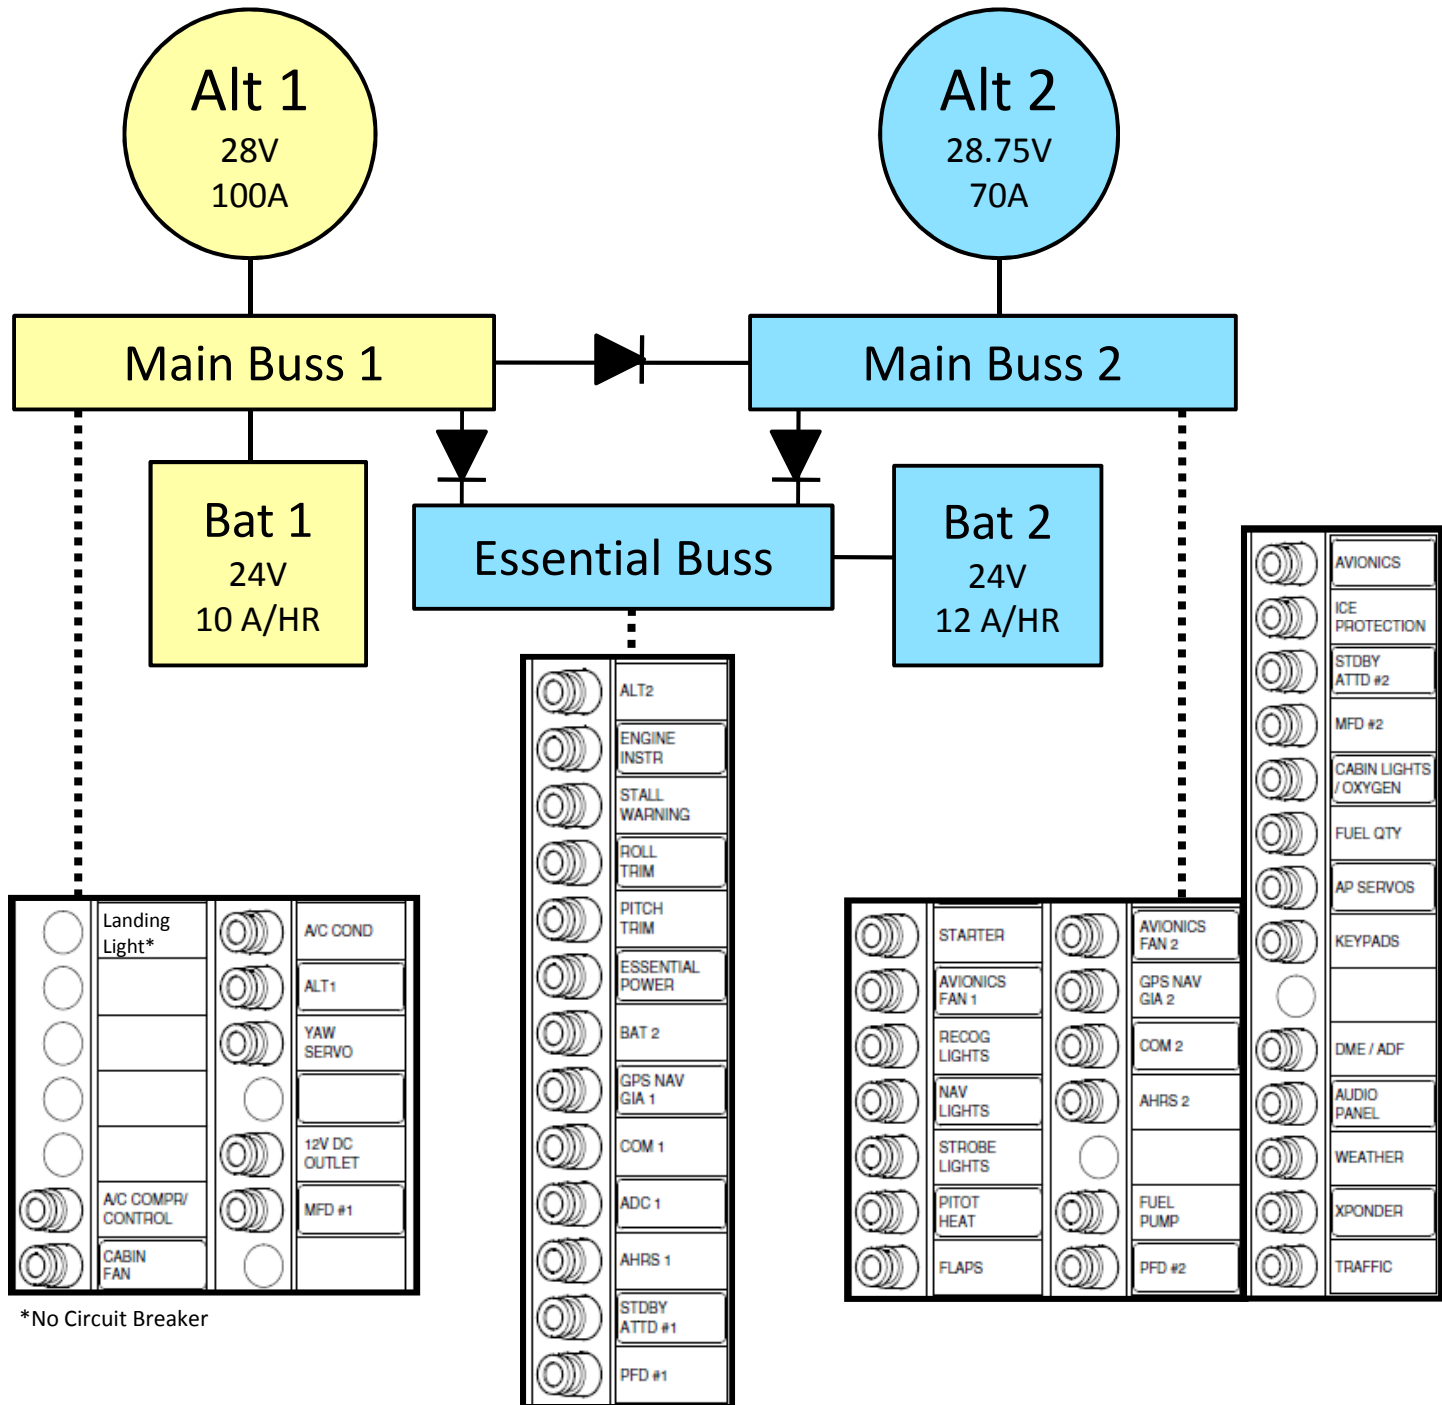 Alt 1
28V
100A
Alt 2
28.75V
70A
Main Buss 1
Main Buss 2
Bat 1
24V
10 A/HR
Essential Buss
Bat 2
24V
12 A/HR
Landing
Light*
A/C COMPR/
CONTROL
CABIN
FAN
A/C COND
ALT1
YAW
SERVO
12V DC
OUTLET
MFD #1
*No Circuit Breaker
ALT2
ENGINE
INSTR
STALL
WARNING
ROLL
TRIM
PITCH
TRIM
ESSENTIAL
POWER
BAT 2
GPS NAV
GIA 1
COM 1
ADC 1
AHRS 1
STDBY
ATTD #1
PFD #1
STARTER
AVIONICS
FAN 1
RECOG
LIGHTS
NAV
LIGHTS
STROBE
LIGHTS
PITOT
HEAT
FLAPS
AVIONICS
FAN 2
GPS NAV
GIA 2
COM 2
AHRS 2
FUEL
PUMP
PFD #2
AVIONICS
ICE
PROTECTION
STDBY
ATTD #2
MFD #2
CABIN LIGHTS
/ OXYGEN
FUEL QTY
AP SERVOS
KEYPADS
DME / ADF
AUDIO
PANEL
WEATHER
XPONDER
TRAFFIC